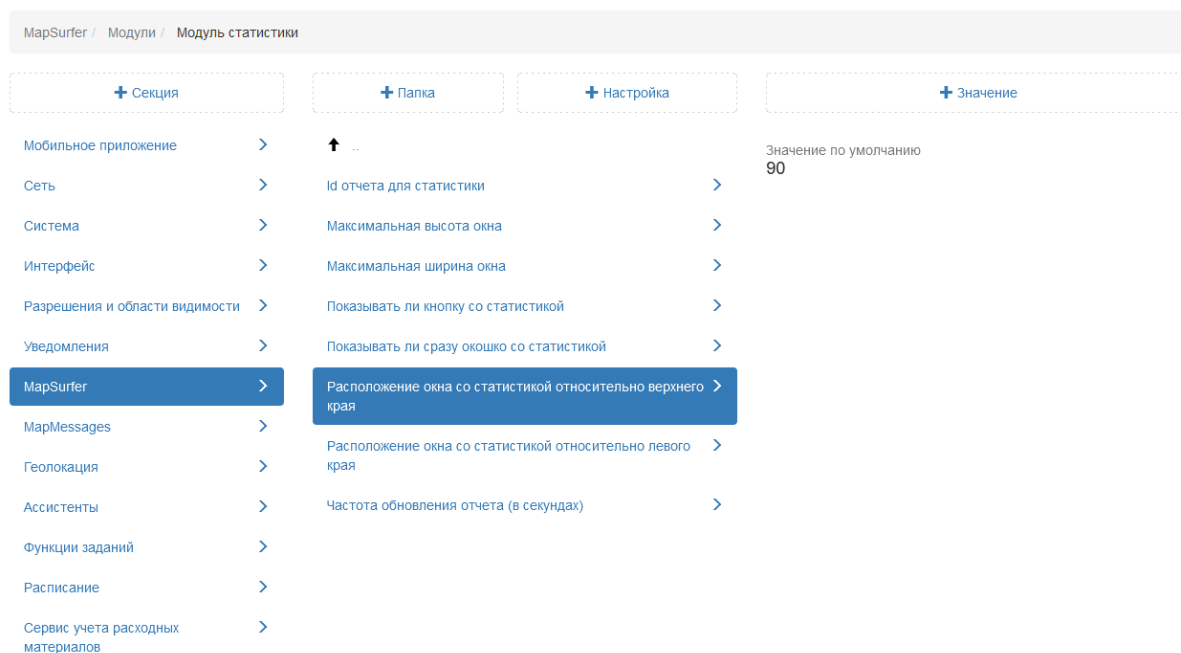 MapSurfer / Модули / Модуль статистики
Секция
Папка
Настройка
Значение
Мобильное приложение
Сеть
Система
Интерфейс
Разрешения и области видимости
Уведомления
MapSurfer
MapMessages
Геолокация
Ассистенты
Функции заданий
Расписание
Сервис учета расходных
материалов
..
Id отчета для статистики
Максимальная высота окна
Максимальная ширина окна
Показывать ли кнопку со статистикой
Показывать ли сразу окошко со статистикой
Расположение окна со статистикой относительно верхнего
края
Расположение окна со статистикой относительно левого
края
Частота обновления отчета (в секундах)
Значение по умолчанию
90